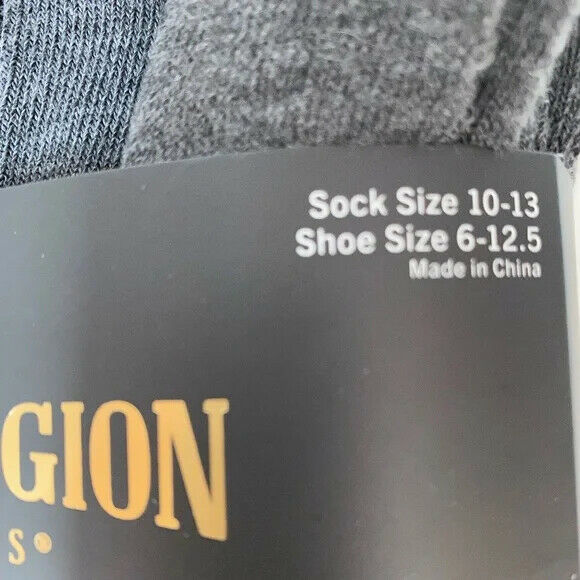 Sock Size 10-13
Shoe Size 6-12.5
Made in China
GION
S®